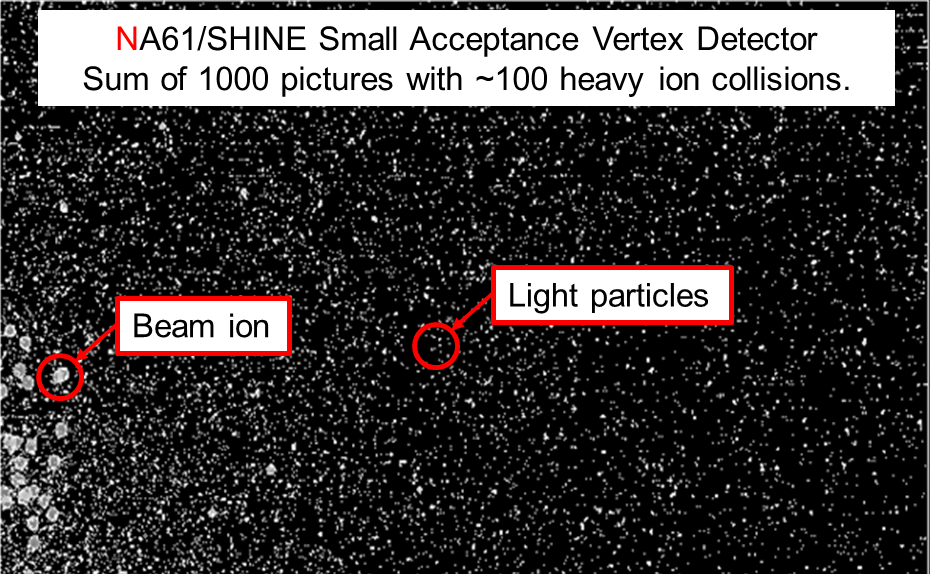 NA61/SHINE Small Acceptance Vertex Detector
Sum of 1000 pictures with ~100 heavy ion collisions.
Light particles
Beam ion